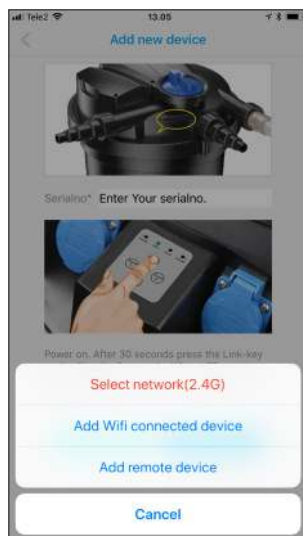 Tele2
13.05
Add new device
Serialno* Enter Your serialno.
Power on. After 30 seconds press the Link-key
Select network(2.4G)
Add Wifi connected device
Add remote device
Cancel